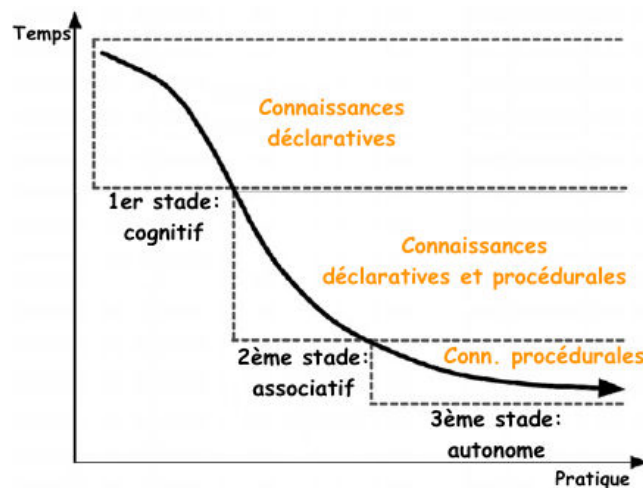 Temps
Connaissances
déclaratives
1er stade:
cognitif
Connaissances
déclaratives et procédurales
2ème stade:
associatif
Conn. procédurales
3ème stade:
autonome
Pratique